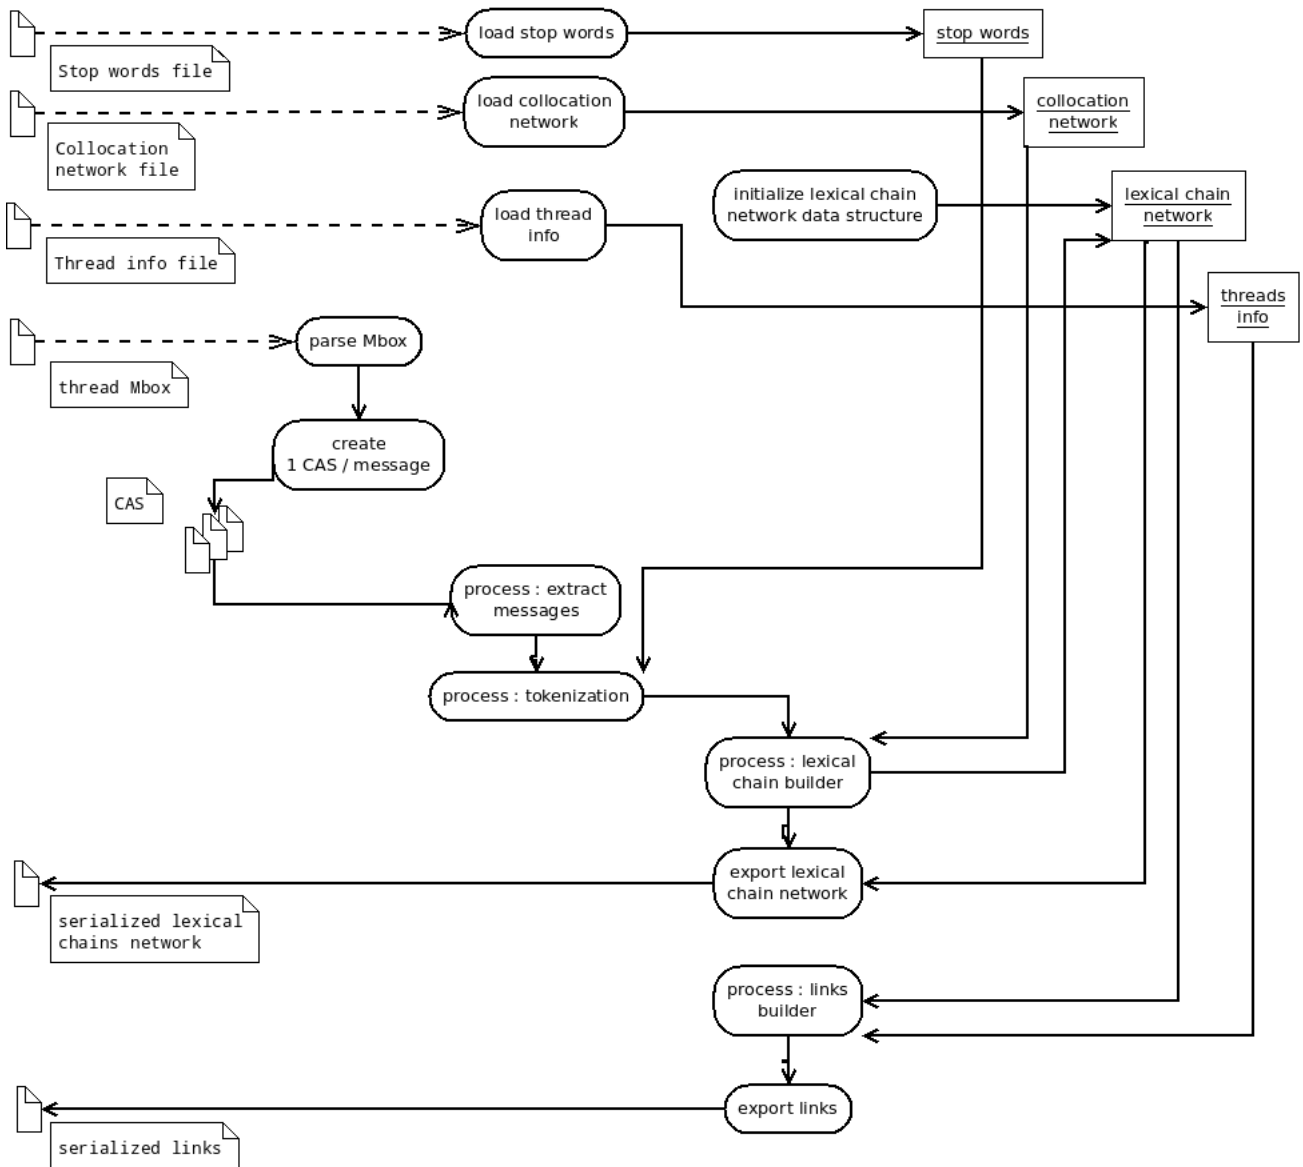 load stop words
stop words
Stop words file
load collocation
network
collocation
network
Collocation
network file
initialize lexical chain
network data structure
lexical chain
network
load thread
info
Thread info file
threads
info
parse Mbox
thread Mbox
create
1 CAS / message
CAS
process : extract
messages
process : tokenization
process : lexical
chain builder
export lexical
chain network
serialized lexical
chains network
process : links
builder
export links
serialized links